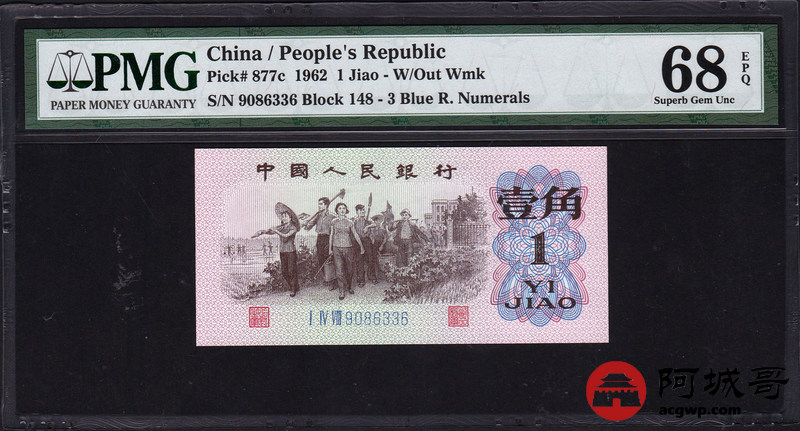 PMG
PAPER MONEY GUARANTY
China / People's Republic
Pick# 877c 1962 1 Jiao - W/Out Wmk
S/N 9086336 Block 148 - 3 Blue R. Numerals
68
EPQ
Superb Gem Unc
中國人民銀行
壹角
1
YI
JIAO
I IV VIII 9086336
阿城哥
acgwp.com